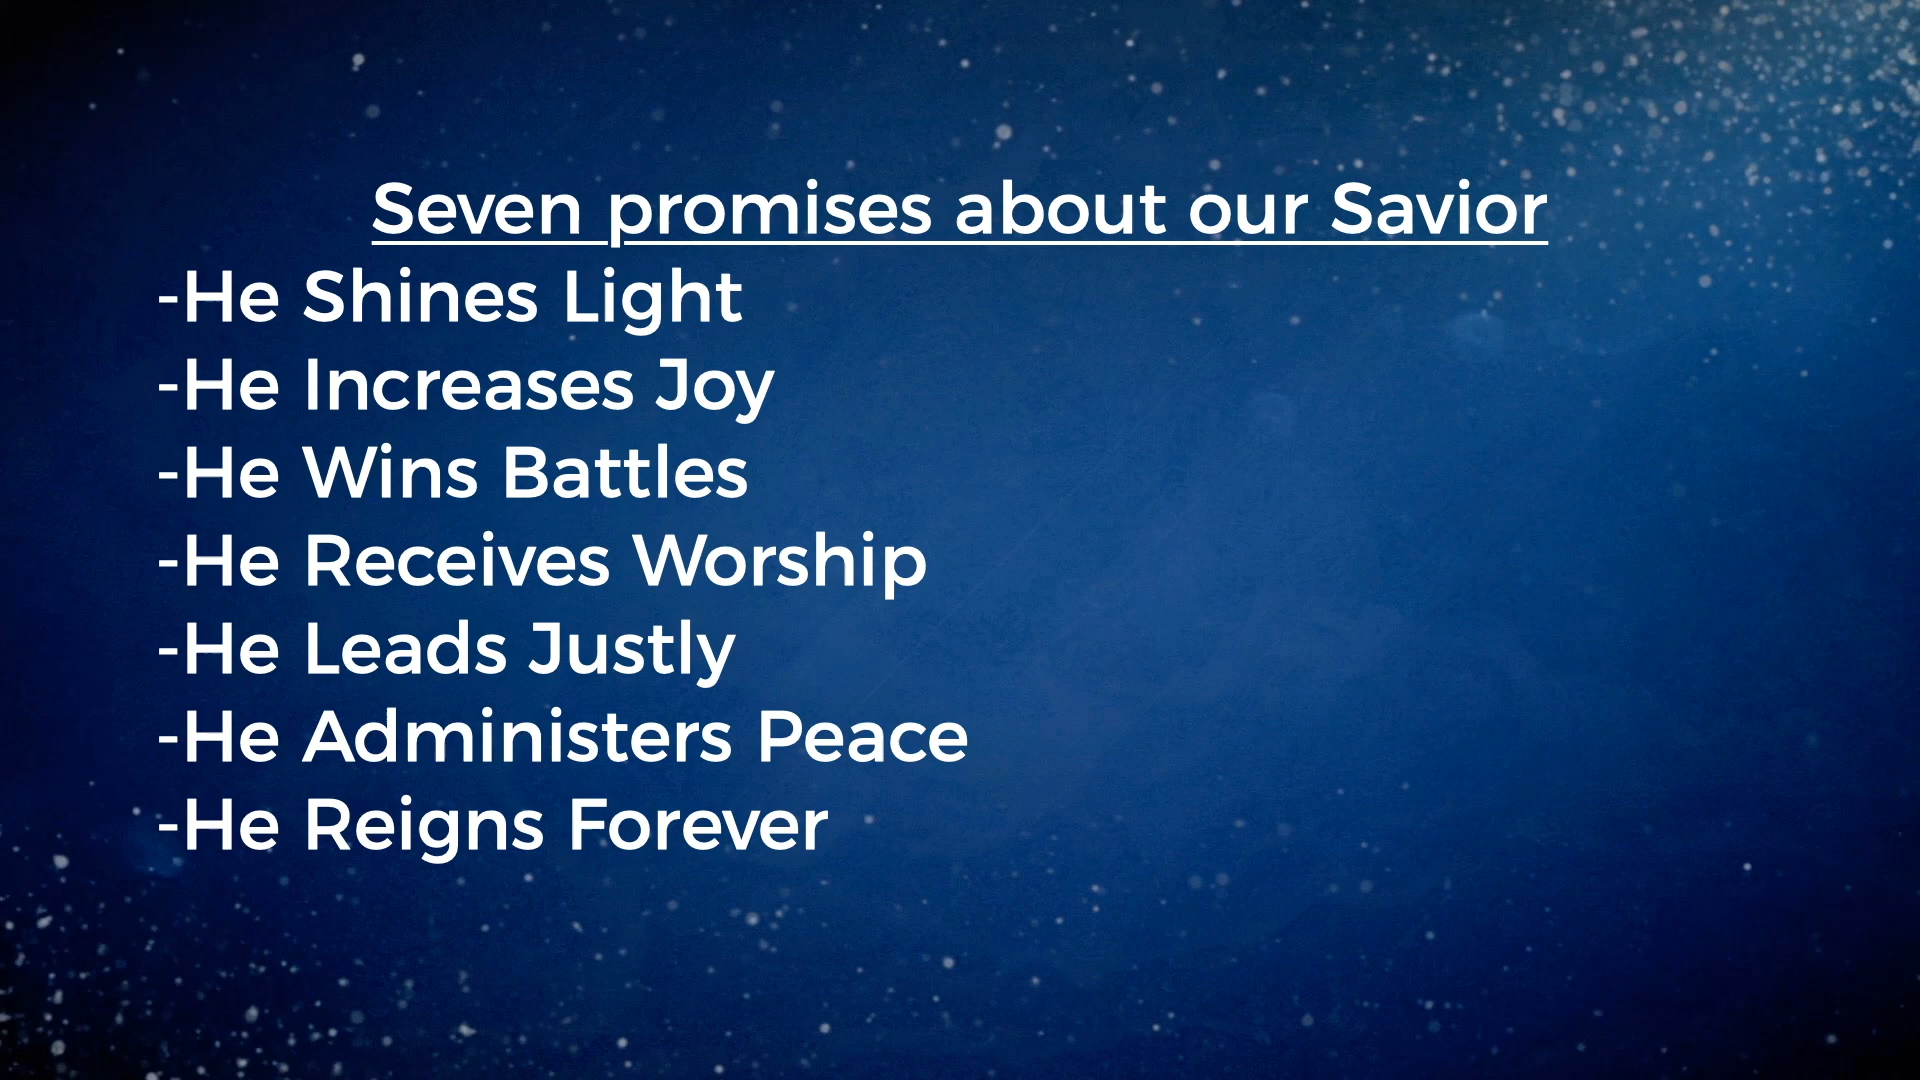 Seven promises about our Savior
-He Shines Light
-He Increases Joy
-He Wins Battles
-He Receives Worship
-He Leads Justly
-He Administers Peace
-He Reigns Forever